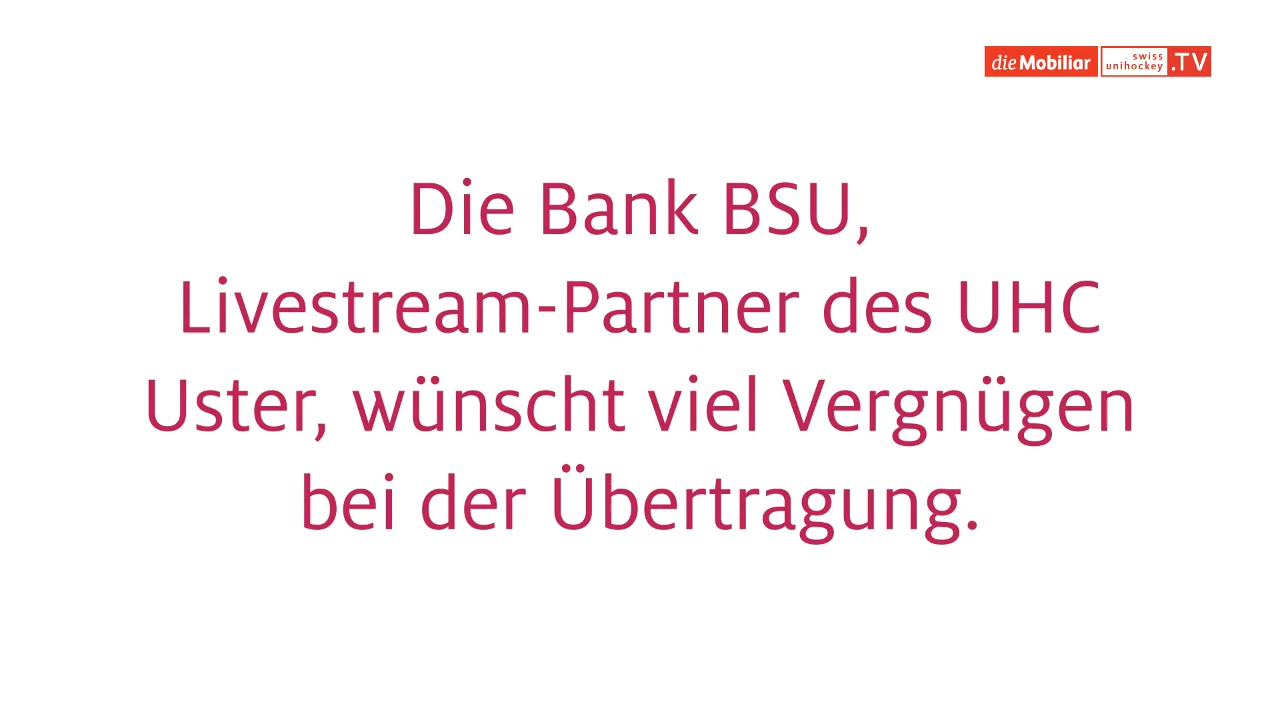 die Mobiliar swiss unihockey .TV
Die Bank BSU,
Livestream-Partner des UHC
Uster, wünscht viel Vergnügen
bei der Übertragung.